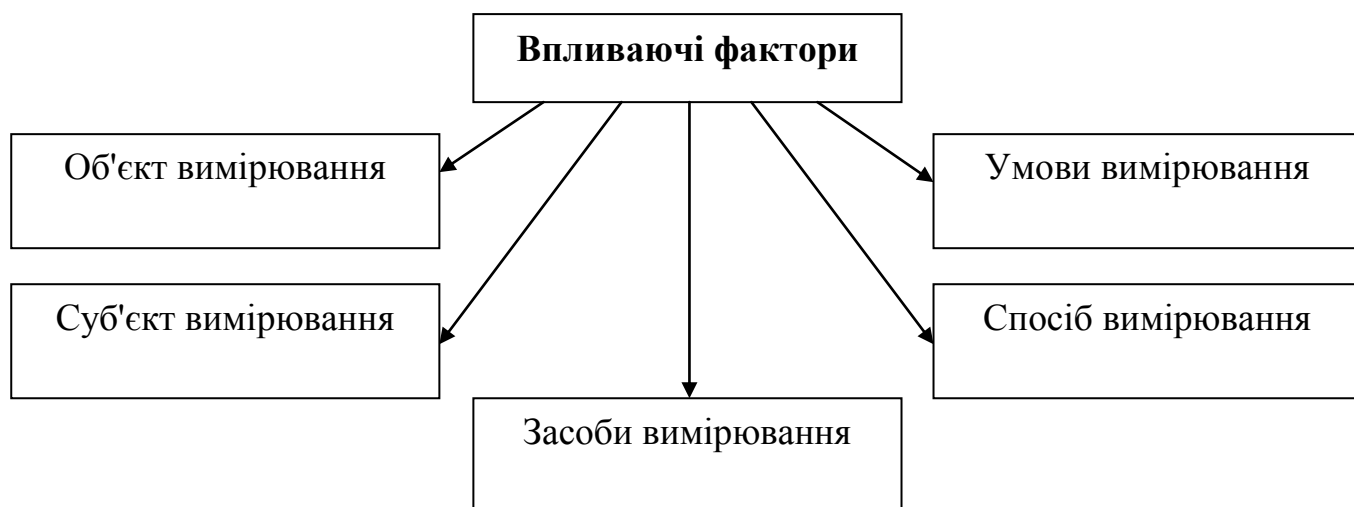 Впливаючі фактори
Об'єкт вимірювання
Умови вимірювання
Суб'єкт вимірювання
Спосіб вимірювання
Засоби вимірювання